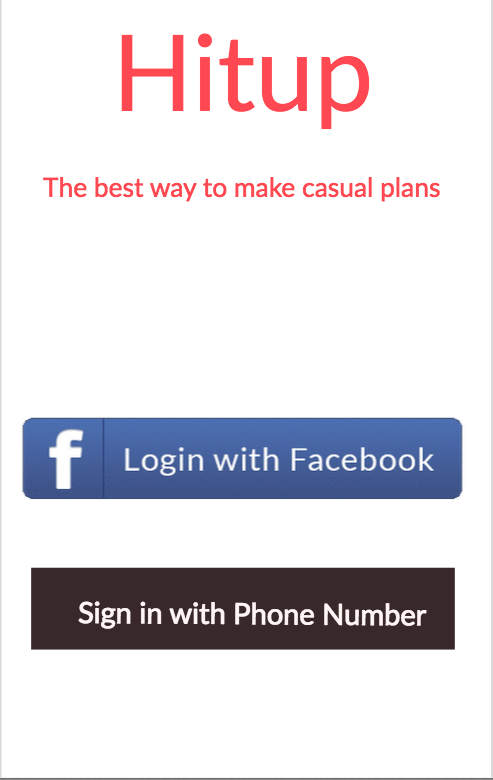 Hitup
The best way to make casual plans
f Login with Facebook
Sign in with Phone Number